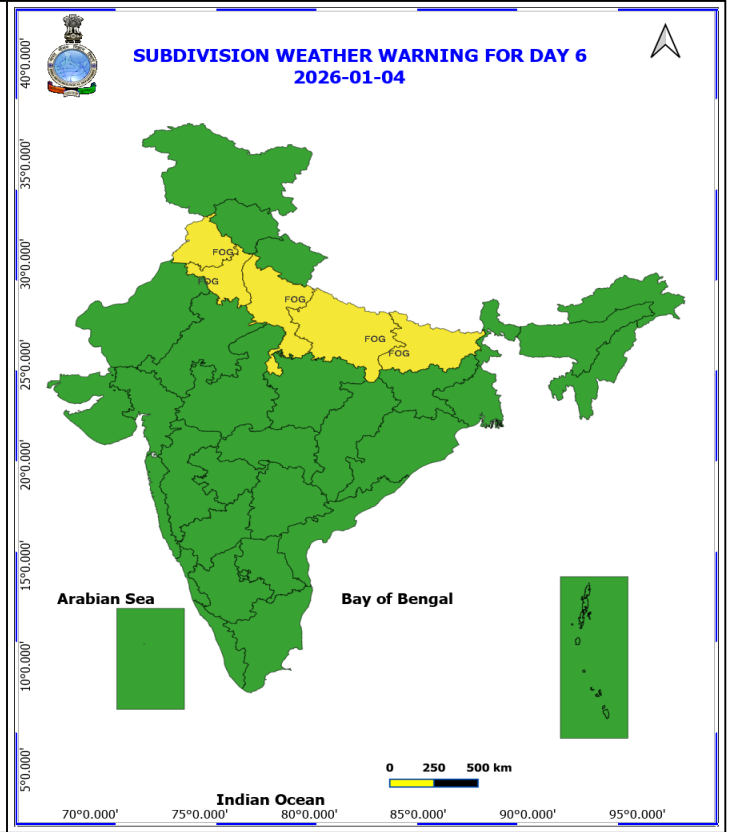 SUBDIVISION WEATHER WARNING FOR DAY 6
2026-01-04
40°0.000'
35°0.000'
30°0.000'
25°0.000'
20°0.000'
15°0.000'
10°0.000'
5°0.000'
FOG
FOG
FOG
FOG
FOG
Arabian Sea
Bay of Bengal
0 250 500 km
Indian Ocean
70°0.000' 75°0.000' 80°0.000' 85°0.000' 90°0.000' 95°0.000'